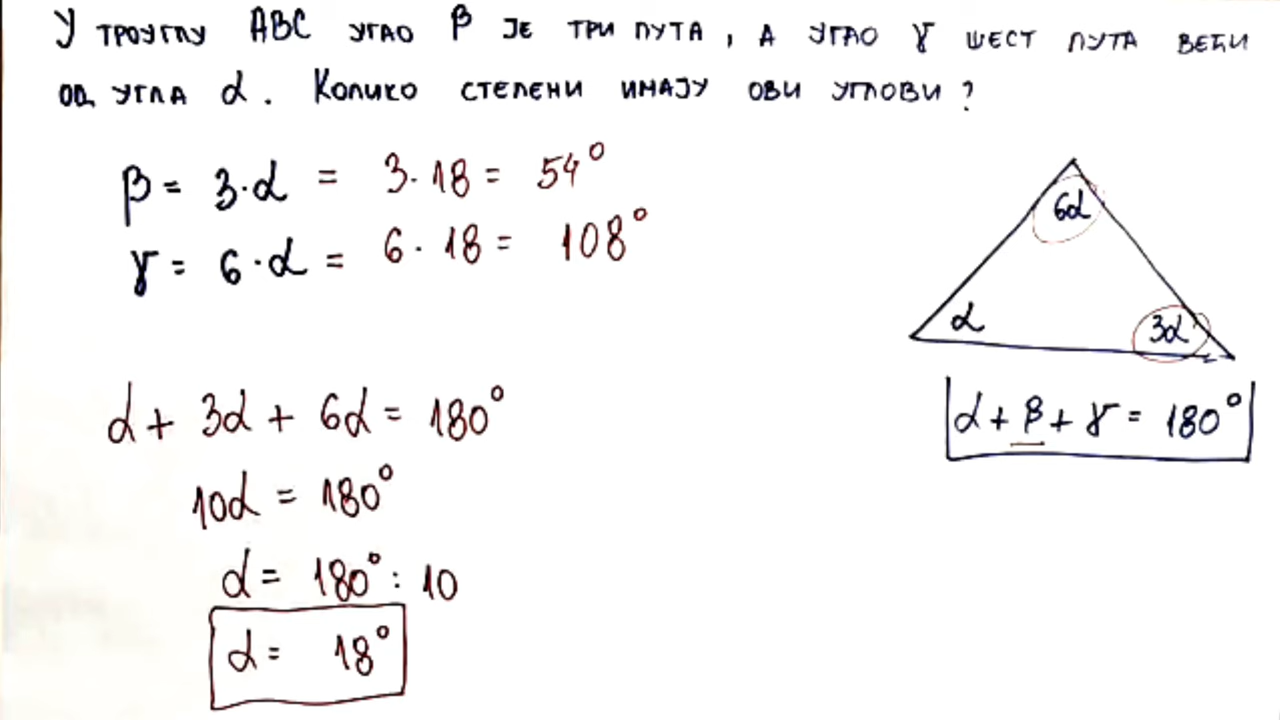 У ТРОУГЛУ ABC УГАО β ЈЕ ТРИ ПУТА, А УГАО γ ШЕСТ ПУТА ВЕЋИ
ОД УГЛА α. КОЛИКО СТЕПЕНИ ИМАЈУ ОВИ УГЛОВИ?
β = 3·α = 3·18 = 54°
γ = 6·α = 6·18 = 108°
6α
α
3α
α + β + γ = 180°
α + 3α + 6α = 180°
10α = 180°
α = 180° : 10
α = 18°